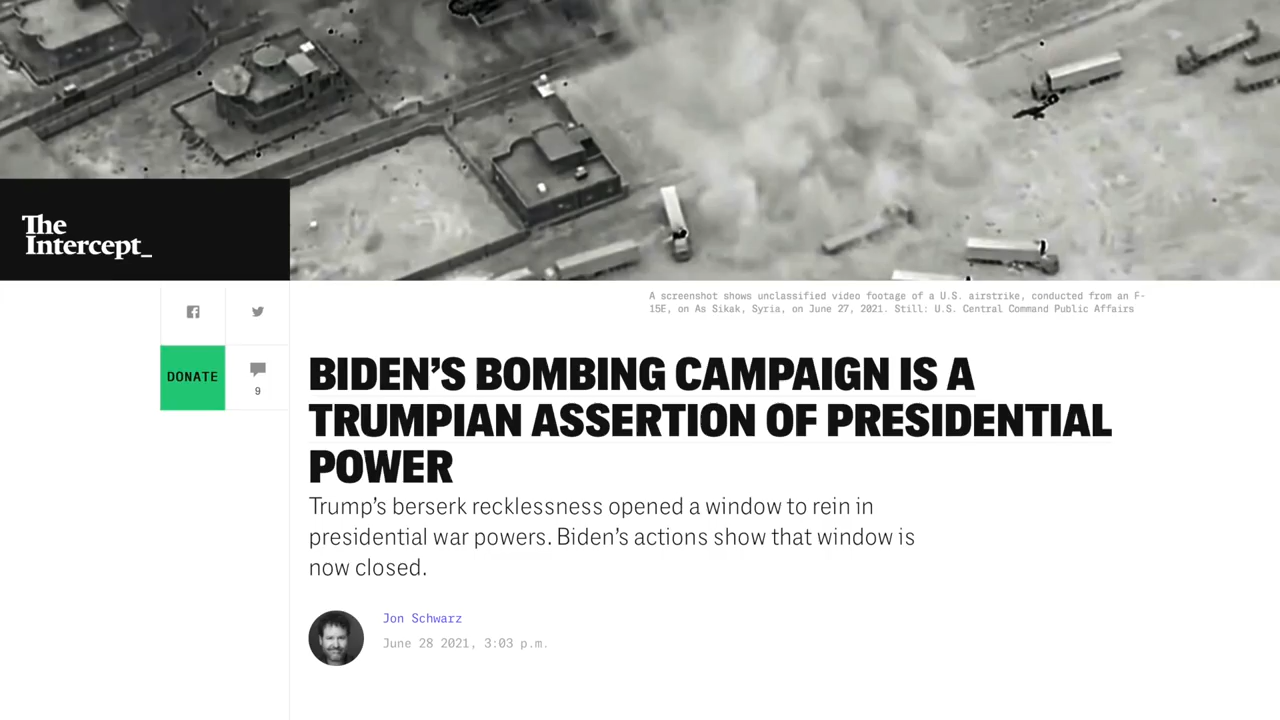 The
Intercept_
A screenshot shows unclassified video footage of a U.S. airstrike, conducted from an F-
15E, on As Sikak, Syria, on June 27, 2021. Still: U.S. Central Command Public Affairs
DONATE
9
BIDEN’S BOMBING CAMPAIGN IS A
TRUMPIAN ASSERTION OF PRESIDENTIAL
POWER
Trump’s berserk recklessness opened a window to rein in
presidential war powers. Biden’s actions show that window is
now closed.
Jon Schwarz
June 28 2021, 3:03 p.m.